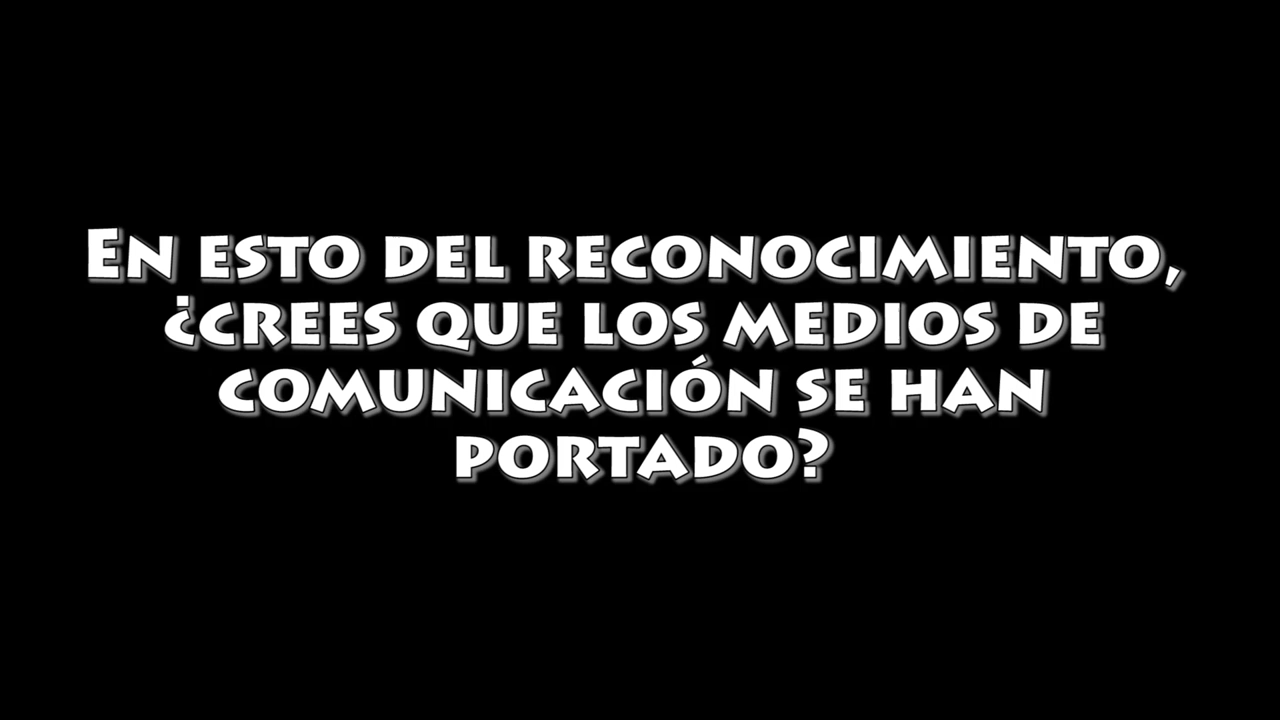 En esto del reconocimiento,
¿crees que los medios de
comunicación se han
portado?